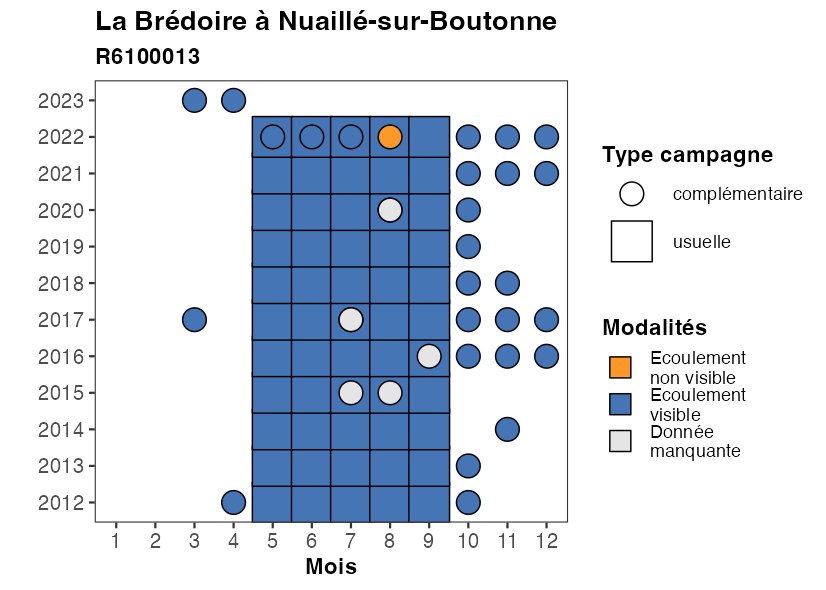 La Brédoire à Nuaillé-sur-Boutonne
R6100013
2023
2022
2021
2020
2019
2018
2017
2016
2015
2014
2013
2012
1 2 3 4 5 6 7 8 9 10 11 12
Mois
Type campagne
complémentaire
usuelle
Modalités
Ecoulement
non visible
Ecoulement
visible
Donnée
manquante